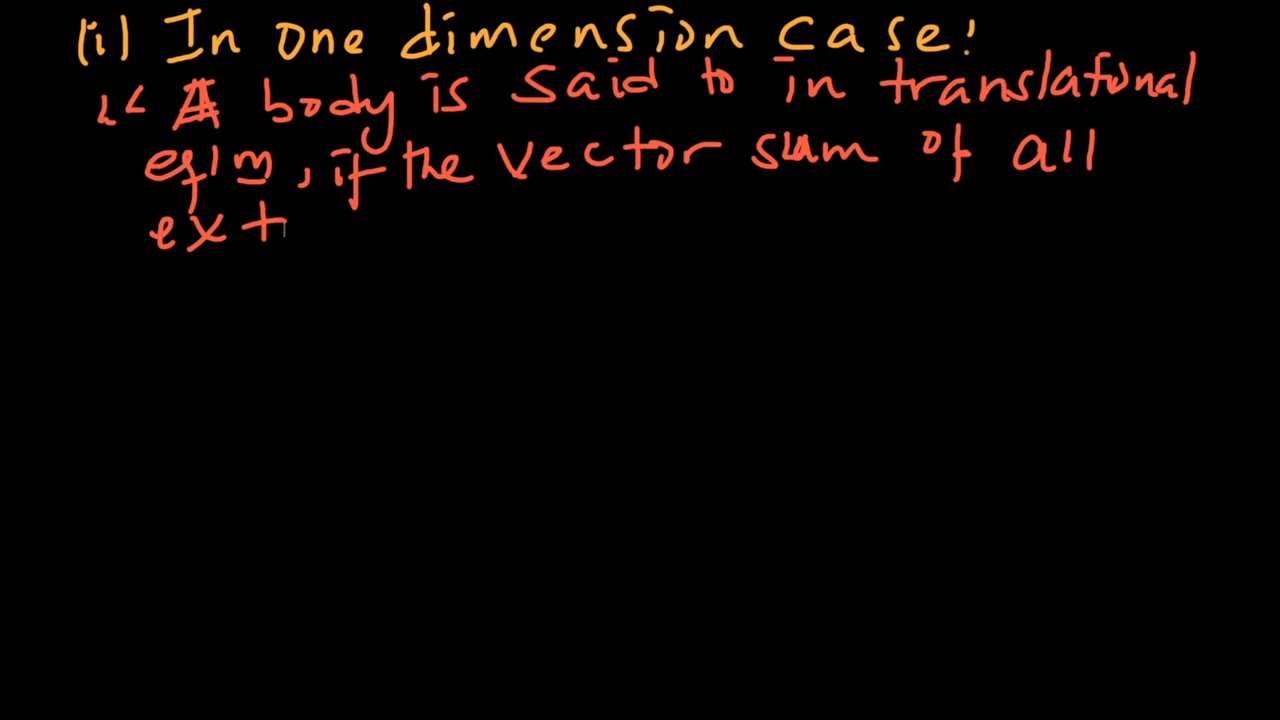 (i) In one dimension case!
“ A body is said to in translational
eqlm, if the vector sum of all
ext